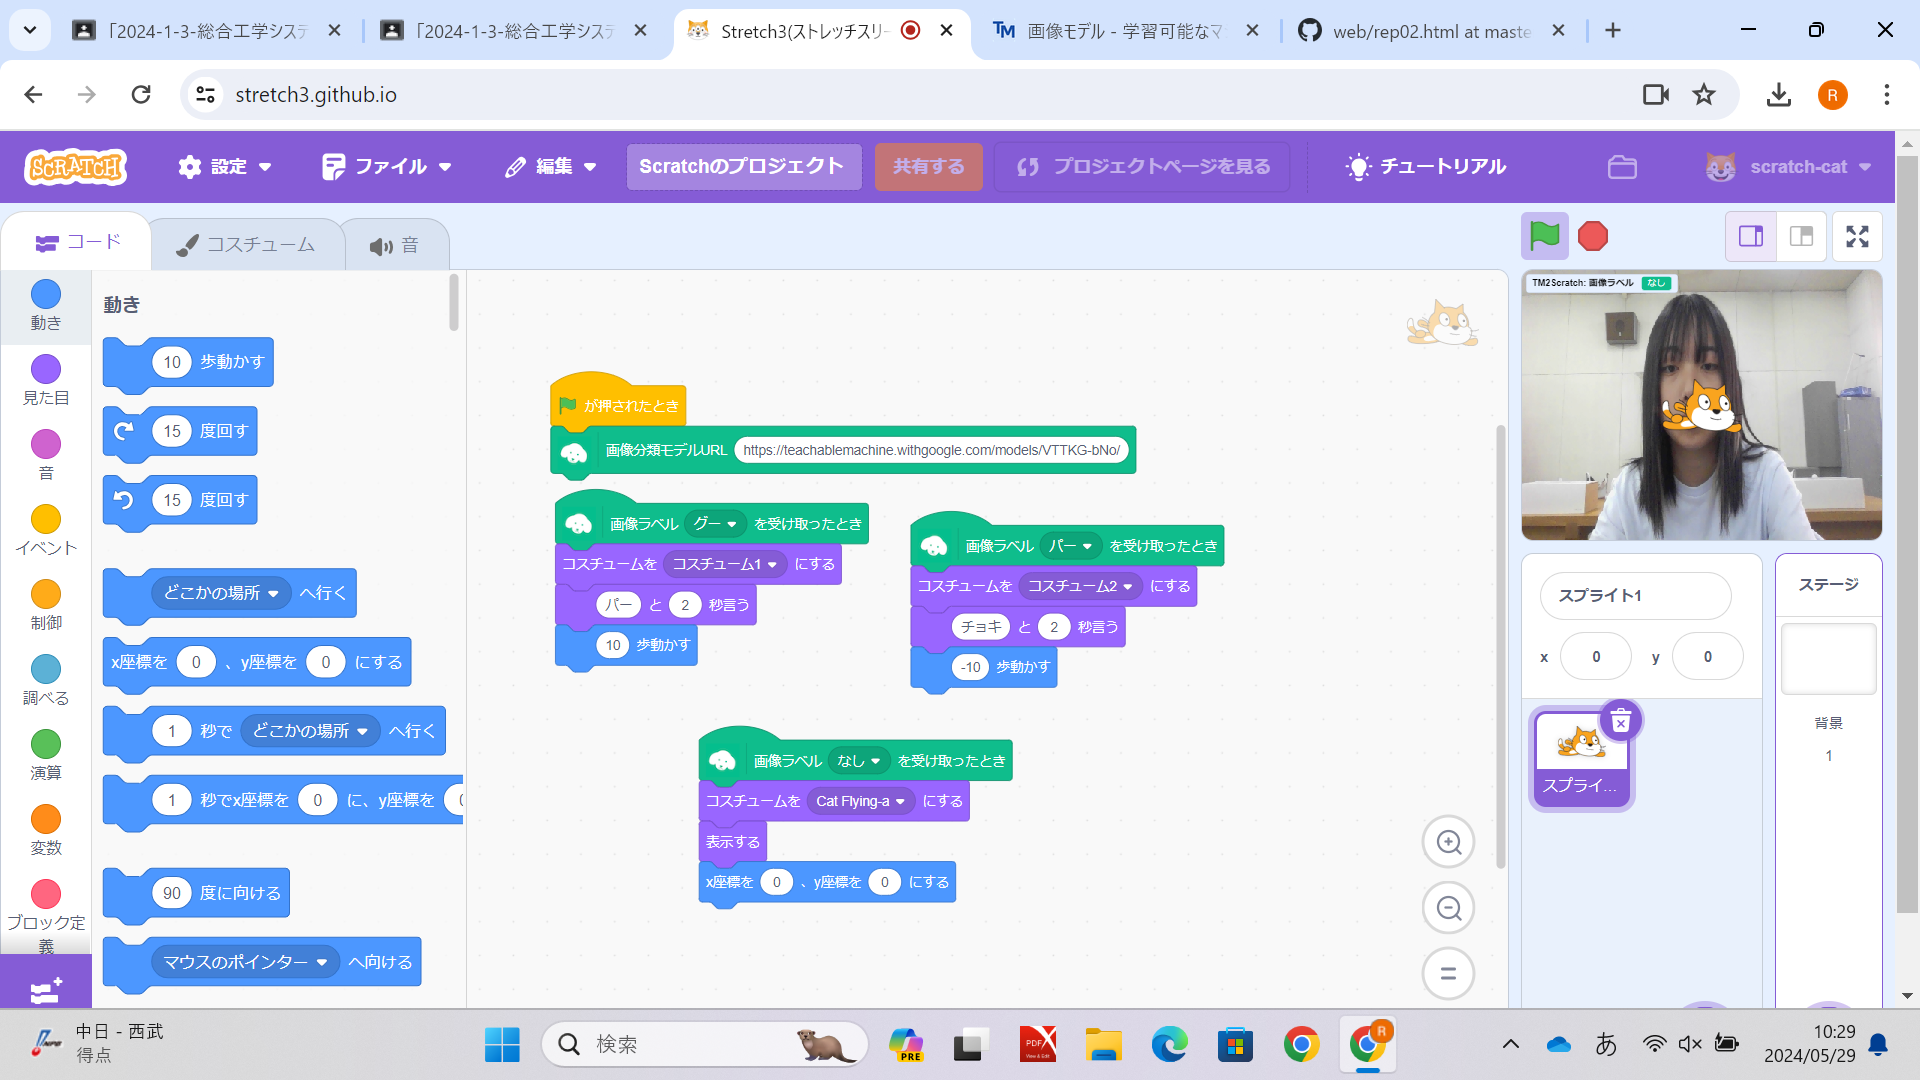 「2024-1-3-総合工学シス
「2024-1-3-総合工学シス
Stretch3(ストレッチスリー
画像モデル - 学習可能なマ
web/rep02.html at maste
stretch3.github.io
R
SCRATCH
設定
ファイル
編集
Scratchのプロジェクト
共有する
プロジェクトページを見る
チュートリアル
scratch-cat
コード
コスチューム
音
動き
見た目
音
イベント
制御
調べる
演算
変数
ブロック定
義
動き
10 歩動かす
15 度回す
15 度回す
どこかの場所 へ行く
x座標を 0 、y座標を 0 にする
1 秒で どこかの場所 へ行く
1 秒でx座標を 0 に、y座標を
90 度に向ける
マウスのポインター へ向ける
が押されたとき
画像分類モデルURL https://teachablemachine.withgoogle.com/models/VTTKG-bNo/
画像ラベル グー を受け取ったとき
コスチュームを コスチューム1 にする
パー と 2 秒言う
10 歩動かす
画像ラベル パー を受け取ったとき
コスチュームを コスチューム2 にする
チョキ と 2 秒言う
-10 歩動かす
画像ラベル なし を受け取ったとき
コスチュームを Cat Flying-a にする
表示する
x座標を 0 、y座標を 0 にする
TM2Scratch: 画像ラベル なし
スプライト1
x 0 y 0
スプライ...
ステージ
背景
1
中日 - 西武
得点
検索
PRE
PDF
View & Edit
R
あ
10:29
2024/05/29